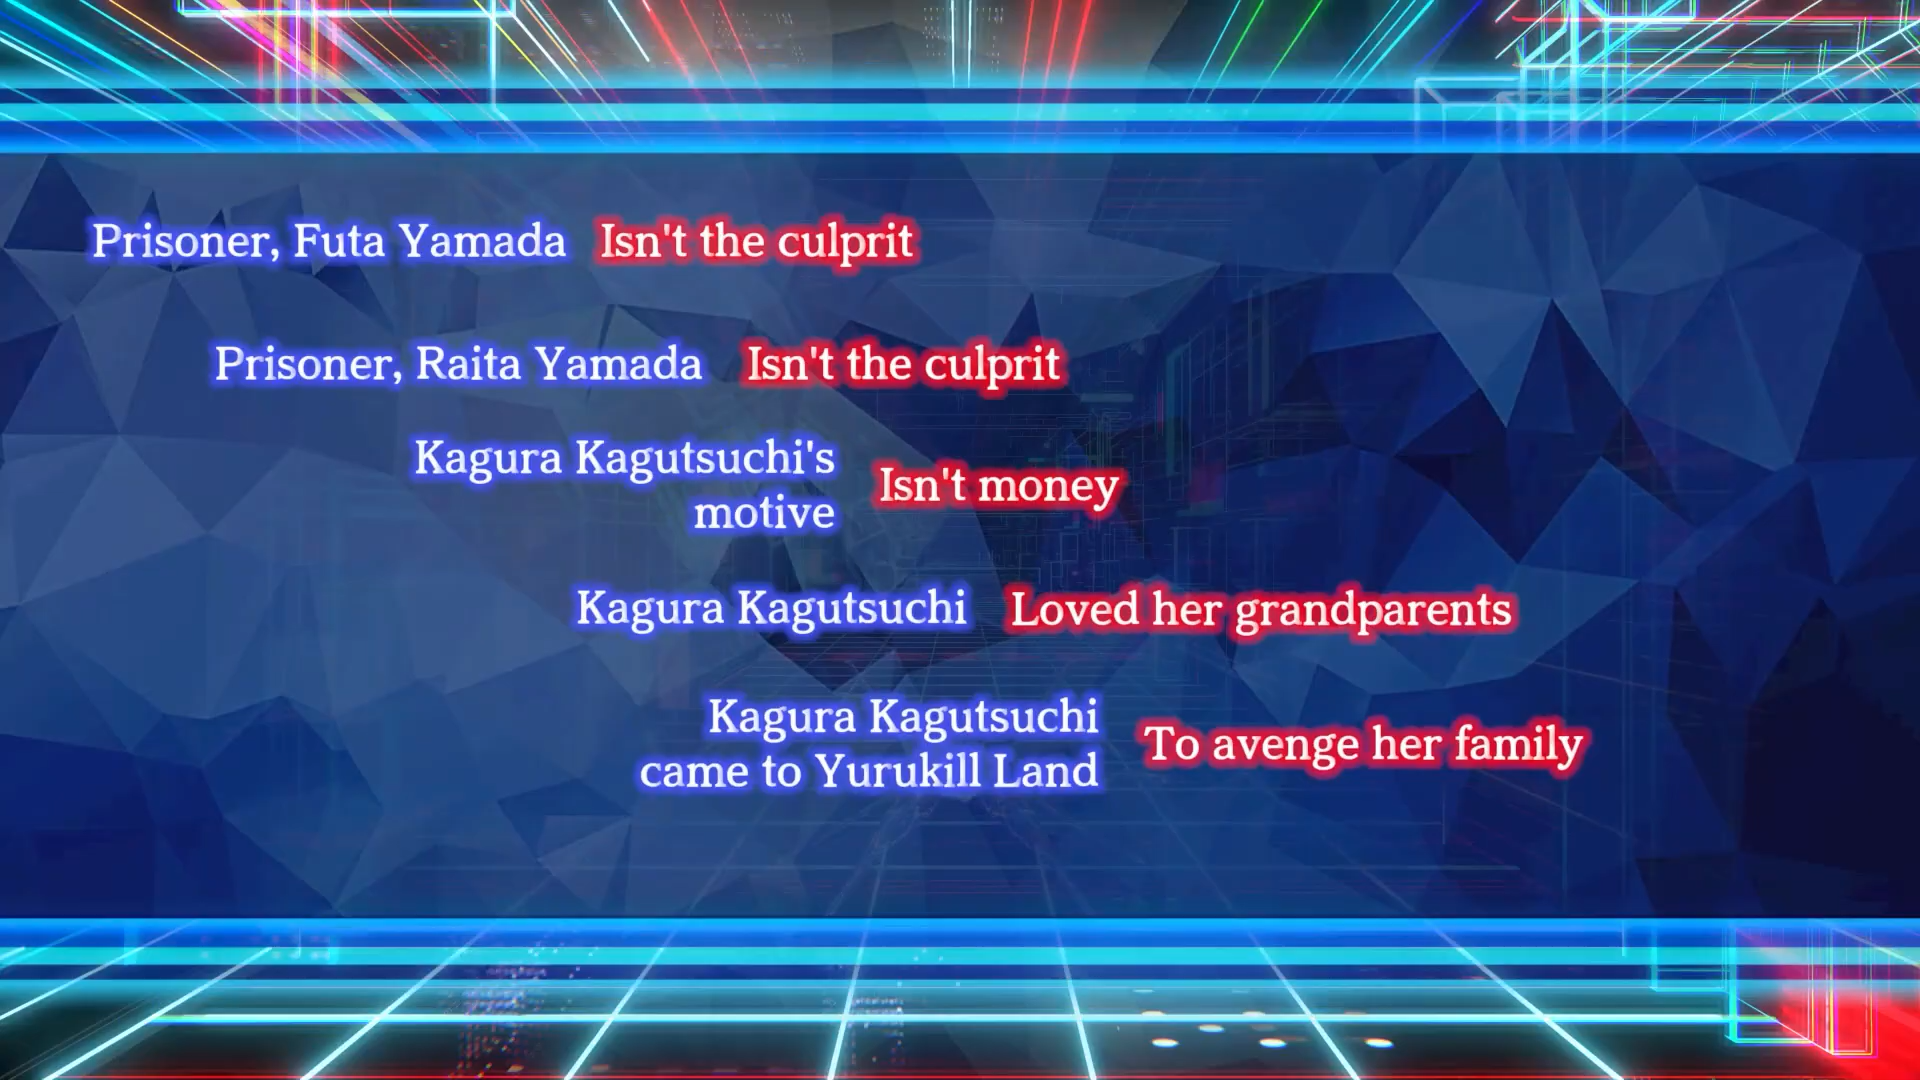 Prisoner, Futa Yamada Isn't the culprit
Prisoner, Raita Yamada Isn't the culprit
Kagura Kagutsuchi's
motive
Isn't money
Kagura Kagutsuchi Loved her grandparents
Kagura Kagutsuchi
came to Yurukill Land
To avenge her family